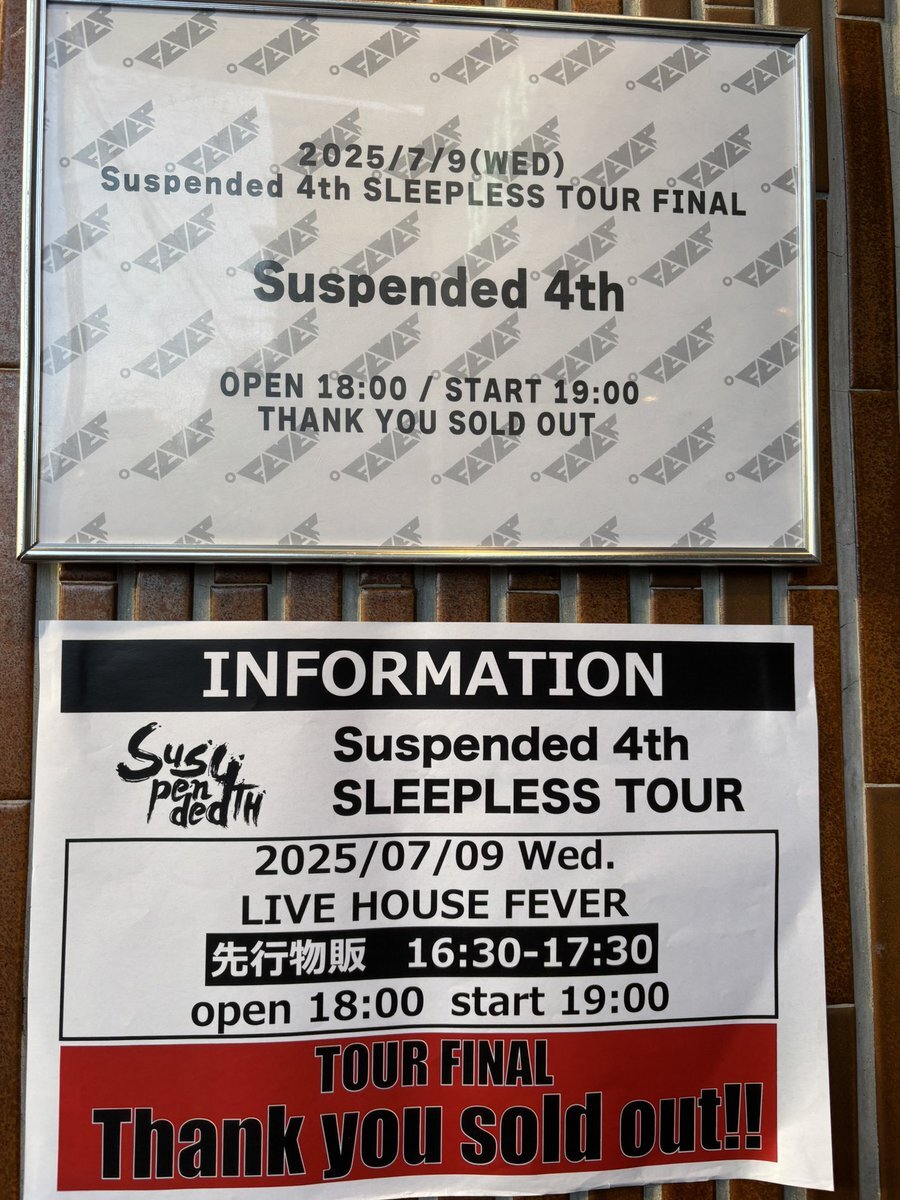 2025/7/9(WED)
Suspended 4th SLEEPLESS TOUR FINAL
Suspended 4th
OPEN 18:00 / START 19:00
THANK YOU SOLD OUT
INFORMATION
Suspended 4TH
Suspended 4th
SLEEPLESS TOUR
2025/07/09 Wed.
LIVE HOUSE FEVER
先行物販 16:30-17:30
open 18:00 start 19:00
TOUR FINAL
Thank you sold out!!